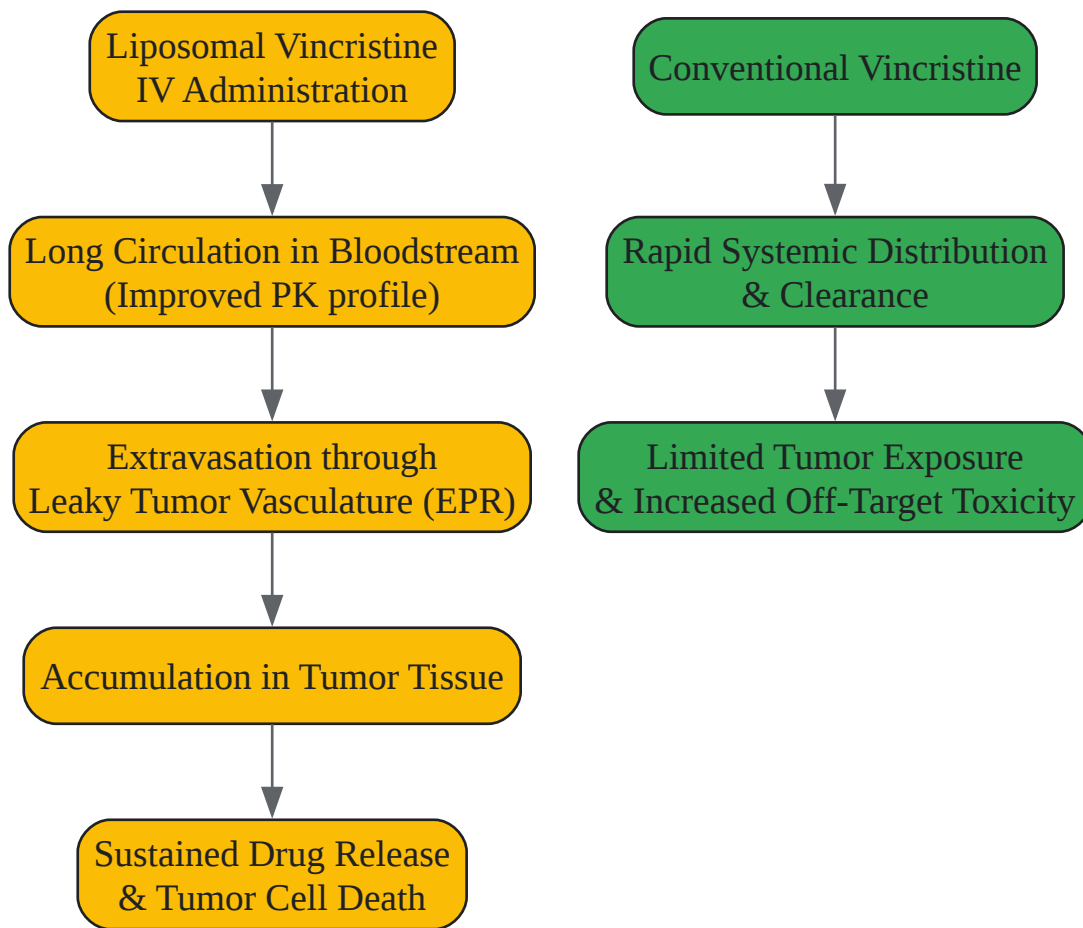 Liposomal Vincristine
IV Administration
Long Circulation in Bloodstream
(Improved PK profile)
Extravasation through
Leaky Tumor Vasculature (EPR)
Accumulation in Tumor Tissue
Sustained Drug Release
& Tumor Cell Death
Conventional Vincristine
Rapid Systemic Distribution
& Clearance
Limited Tumor Exposure
& Increased Off-Target Toxicity